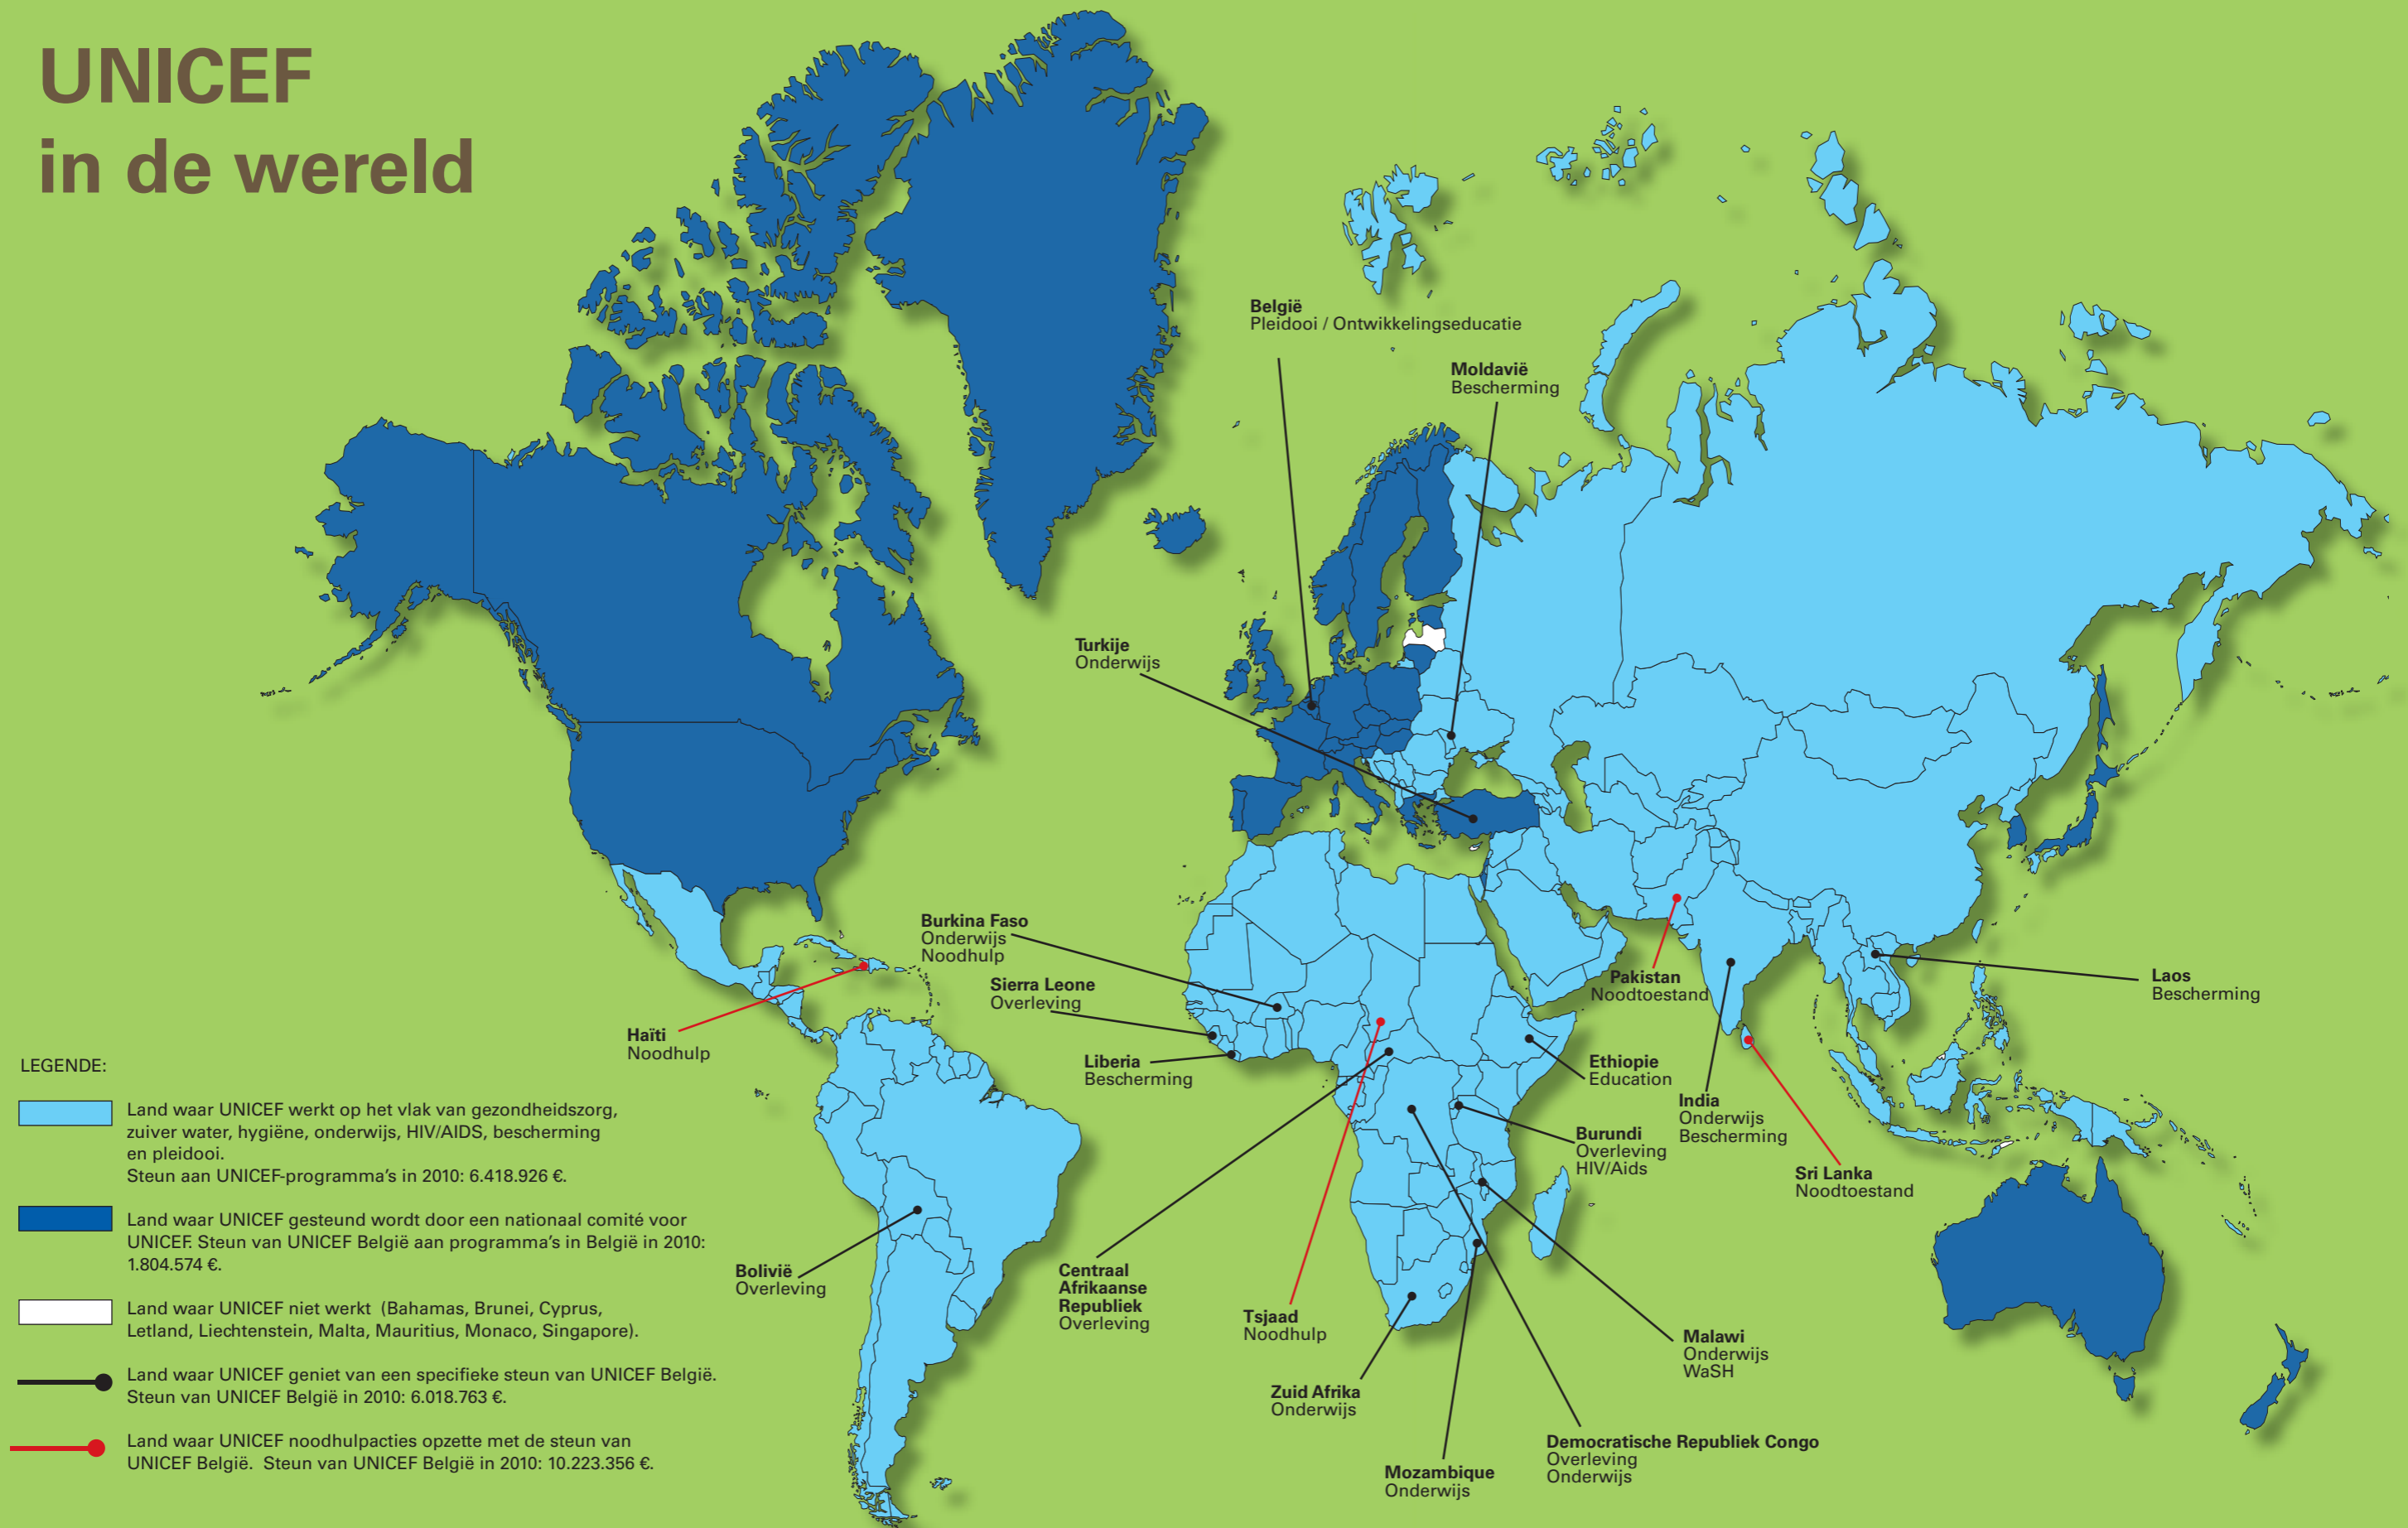 UNICEF
in de wereld
België
Pleidooi / Ontwikkelingseducatie
Moldavië
Bescherming
Turkije
Onderwijs
Burkina Faso
Onderwijs
Noodhulp
Sierra Leone
Overleving
Liberia
Bescherming
Haïti
Noodhulp
Pakistan
Noodtoestand
Laos
Bescherming
Ethiopie
Education
India
Onderwijs
Bescherming
Burundi
Overleving
HIV/Aids
Sri Lanka
Noodtoestand
Bolivië
Overleving
Centraal
Afrikaanse
Republiek
Overleving
Tsjaad
Noodhulp
Zuid Afrika
Onderwijs
Malawi
Onderwijs
WaSH
Democratische Republiek Congo
Overleving
Onderwijs
Mozambique
Onderwijs
LEGENDE:
Land waar UNICEF werkt op het vlak van gezondheidszorg,
zuiver water, hygiëne, onderwijs, HIV/AIDS, bescherming
en pleidooi.
Steun aan UNICEF-programma's in 2010: 6.418.926 €.
Land waar UNICEF gesteund wordt door een nationaal comité voor
UNICEF. Steun van UNICEF België aan programma's in België in 2010:
1.804.574 €.
Land waar UNICEF niet werkt (Bahamas, Brunei, Cyprus,
Letland, Liechtenstein, Malta, Mauritius, Monaco, Singapore).
Land waar UNICEF geniet van een specifieke steun van UNICEF België.
Steun van UNICEF België in 2010: 6.018.763 €.
Land waar UNICEF noodhulpacties opzette met de steun van
UNICEF België. Steun van UNICEF België in 2010: 10.223.356 €.